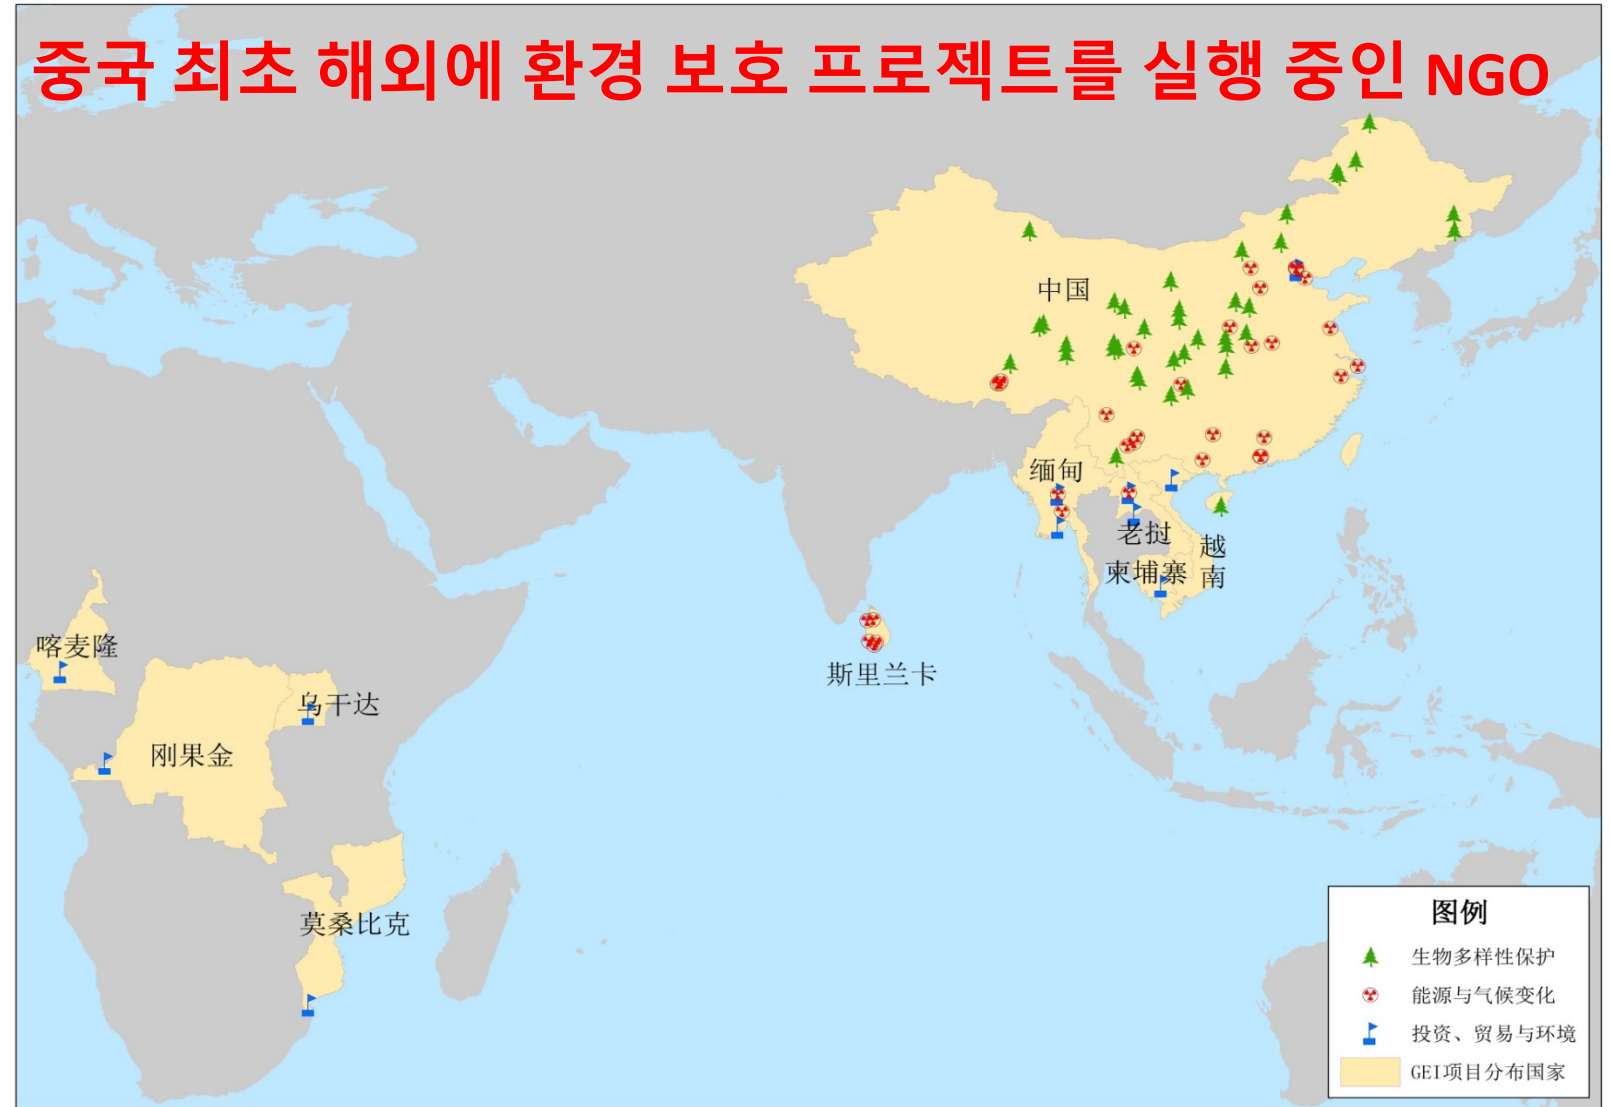 중국 최초 해외에 환경 보호 프로젝트를 실행 중인 NGO
中国
缅甸
老挝
越
南
柬埔寨
斯里兰卡
喀麦隆
乌干达
刚果金
莫桑比克
图例
生物多样性保护
能源与气候变化
投资、贸易与环境
GEI项目分布国家